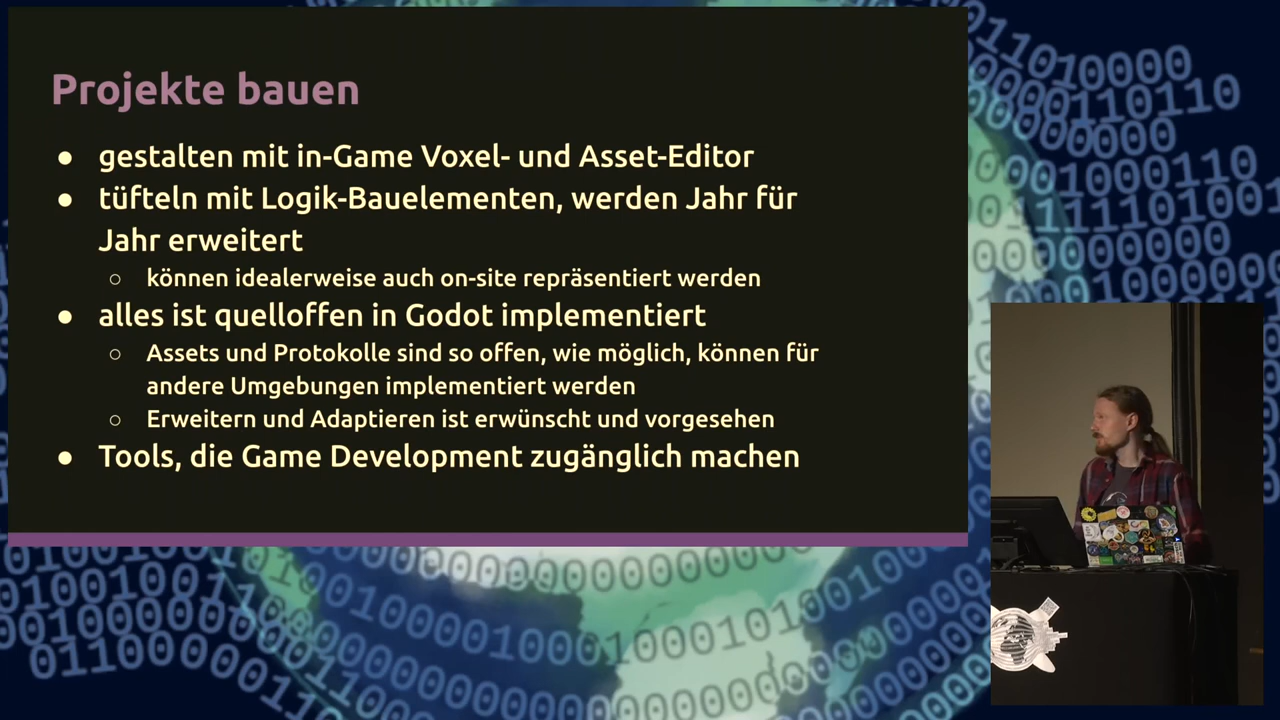 Projekte bauen
● gestalten mit in-Game Voxel- und Asset-Editor
● tüfteln mit Logik-Bauelementen, werden Jahr für
Jahr erweitert
○ können idealerweise auch on-site repräsentiert werden
● alles ist quelloffen in Godot implementiert
○ Assets und Protokolle sind so offen, wie möglich, können für
andere Umgebungen implementiert werden
○ Erweitern und Adaptieren ist erwünscht und vorgesehen
● Tools, die Game Development zugänglich machen